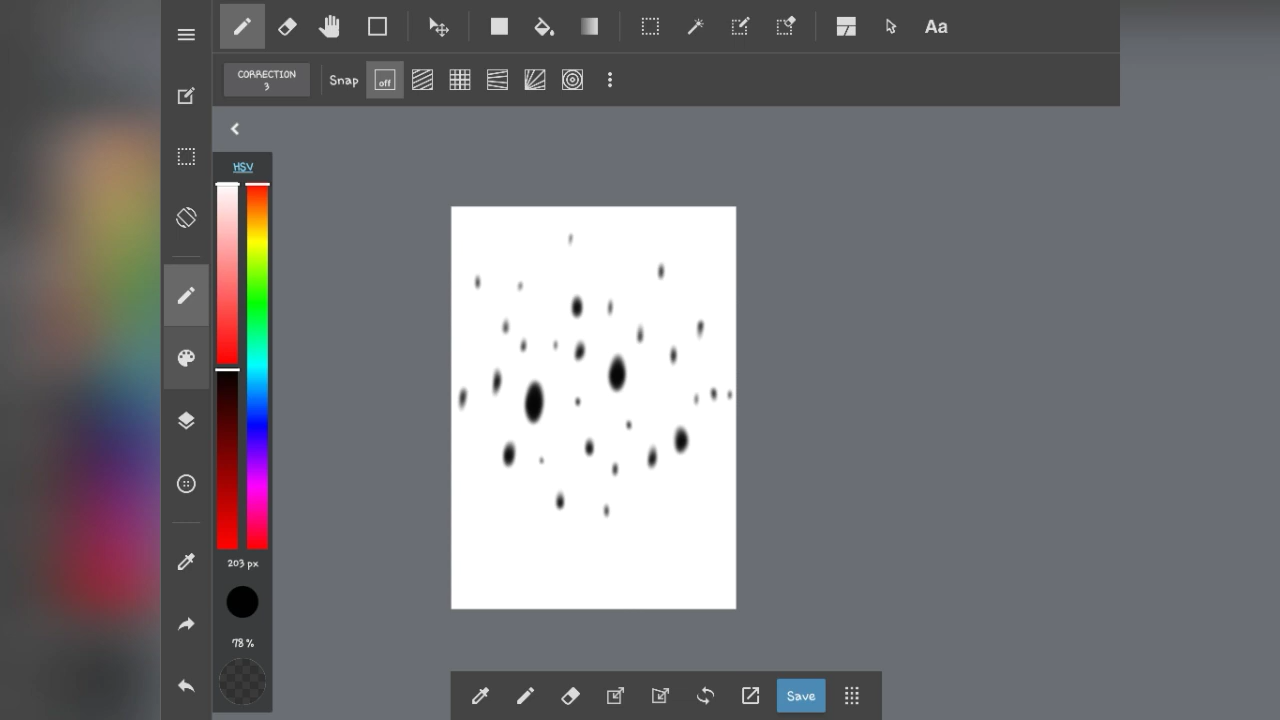 Aa
CORRECTION
3
Snap
off
HSV
203 px
78 %
Save